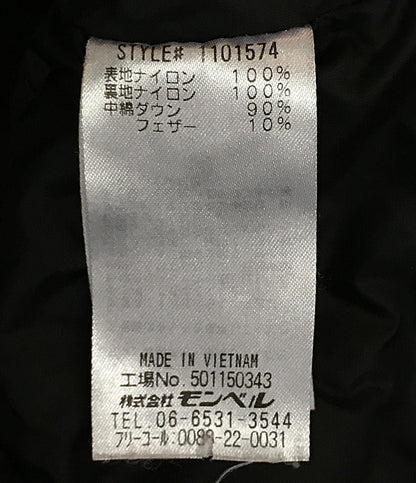 STYLE# 1101574
表地ナイロン 100%
裏地ナイロン 100%
中綿ダウン 90%
フェザー 10%
MADE IN VIETNAM
工場No. 501150343
株式会社 モンベル
TEL. 06-6531-3544
フリーコール:0088-22-0031